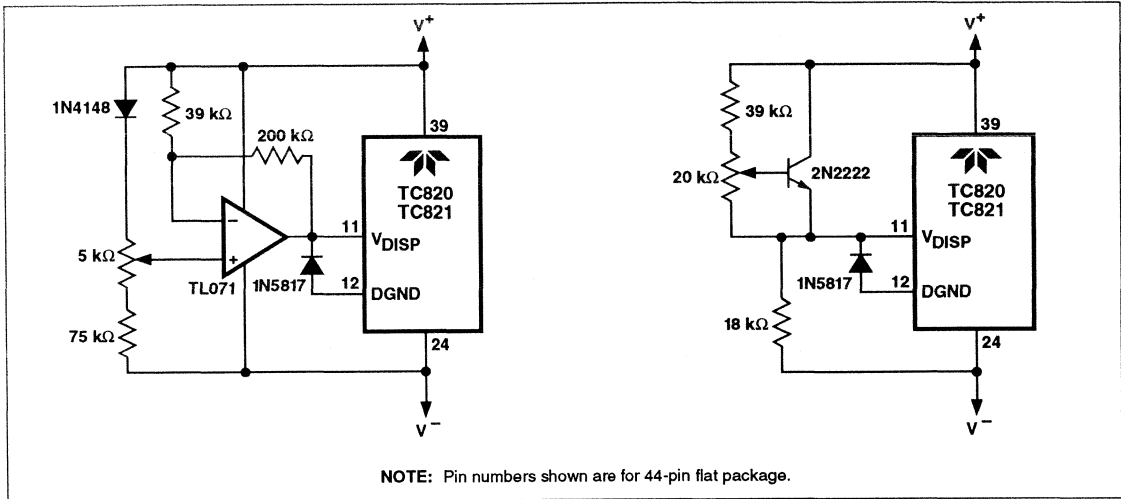 V+
1N4148
39 kΩ
200 kΩ
39
TC820
TC821
11
VDISP
5 kΩ
TL071
1N5817
12
DGND
75 kΩ
24
V−
V+
39 kΩ
39
20 kΩ
2N2222
TC820
TC821
11
VDISP
1N5817
12
DGND
18 kΩ
24
V−
−
+
NOTE: Pin numbers shown are for 44-pin flat package.